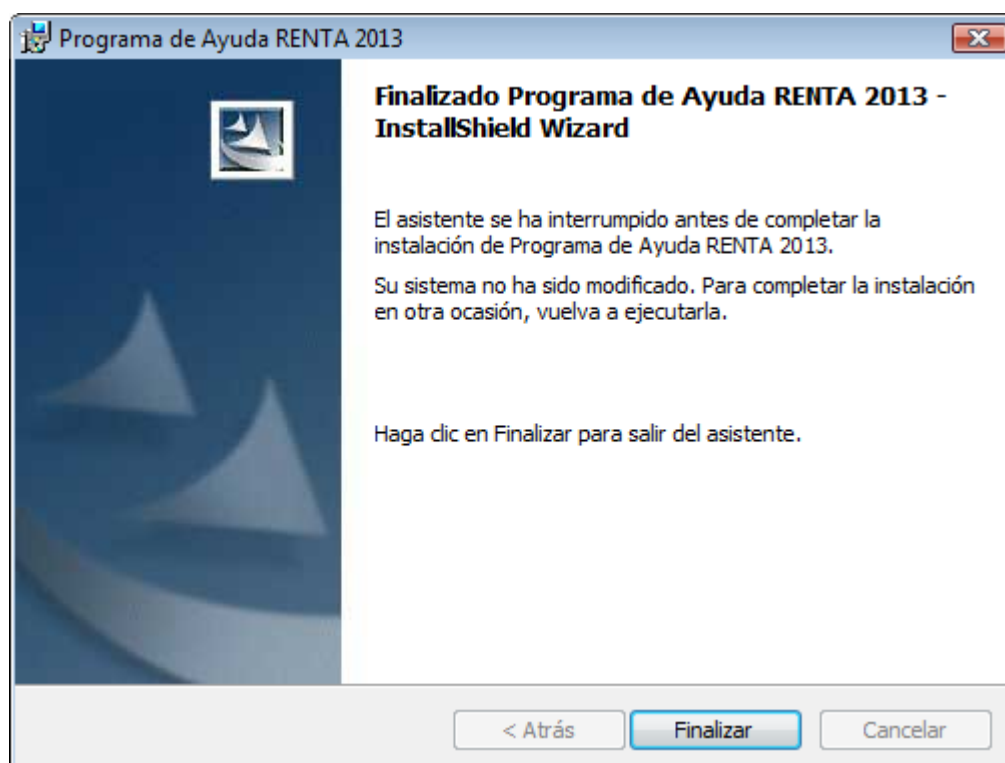 Programa de Ayuda RENTA 2013
Finalizado Programa de Ayuda RENTA 2013 -
InstallShield Wizard
El asistente se ha interrumpido antes de completar la
instalación de Programa de Ayuda RENTA 2013.
Su sistema no ha sido modificado. Para completar la instalación
en otra ocasión, vuelva a ejecutarla.
Haga clic en Finalizar para salir del asistente.
< Atrás
Finalizar
Cancelar